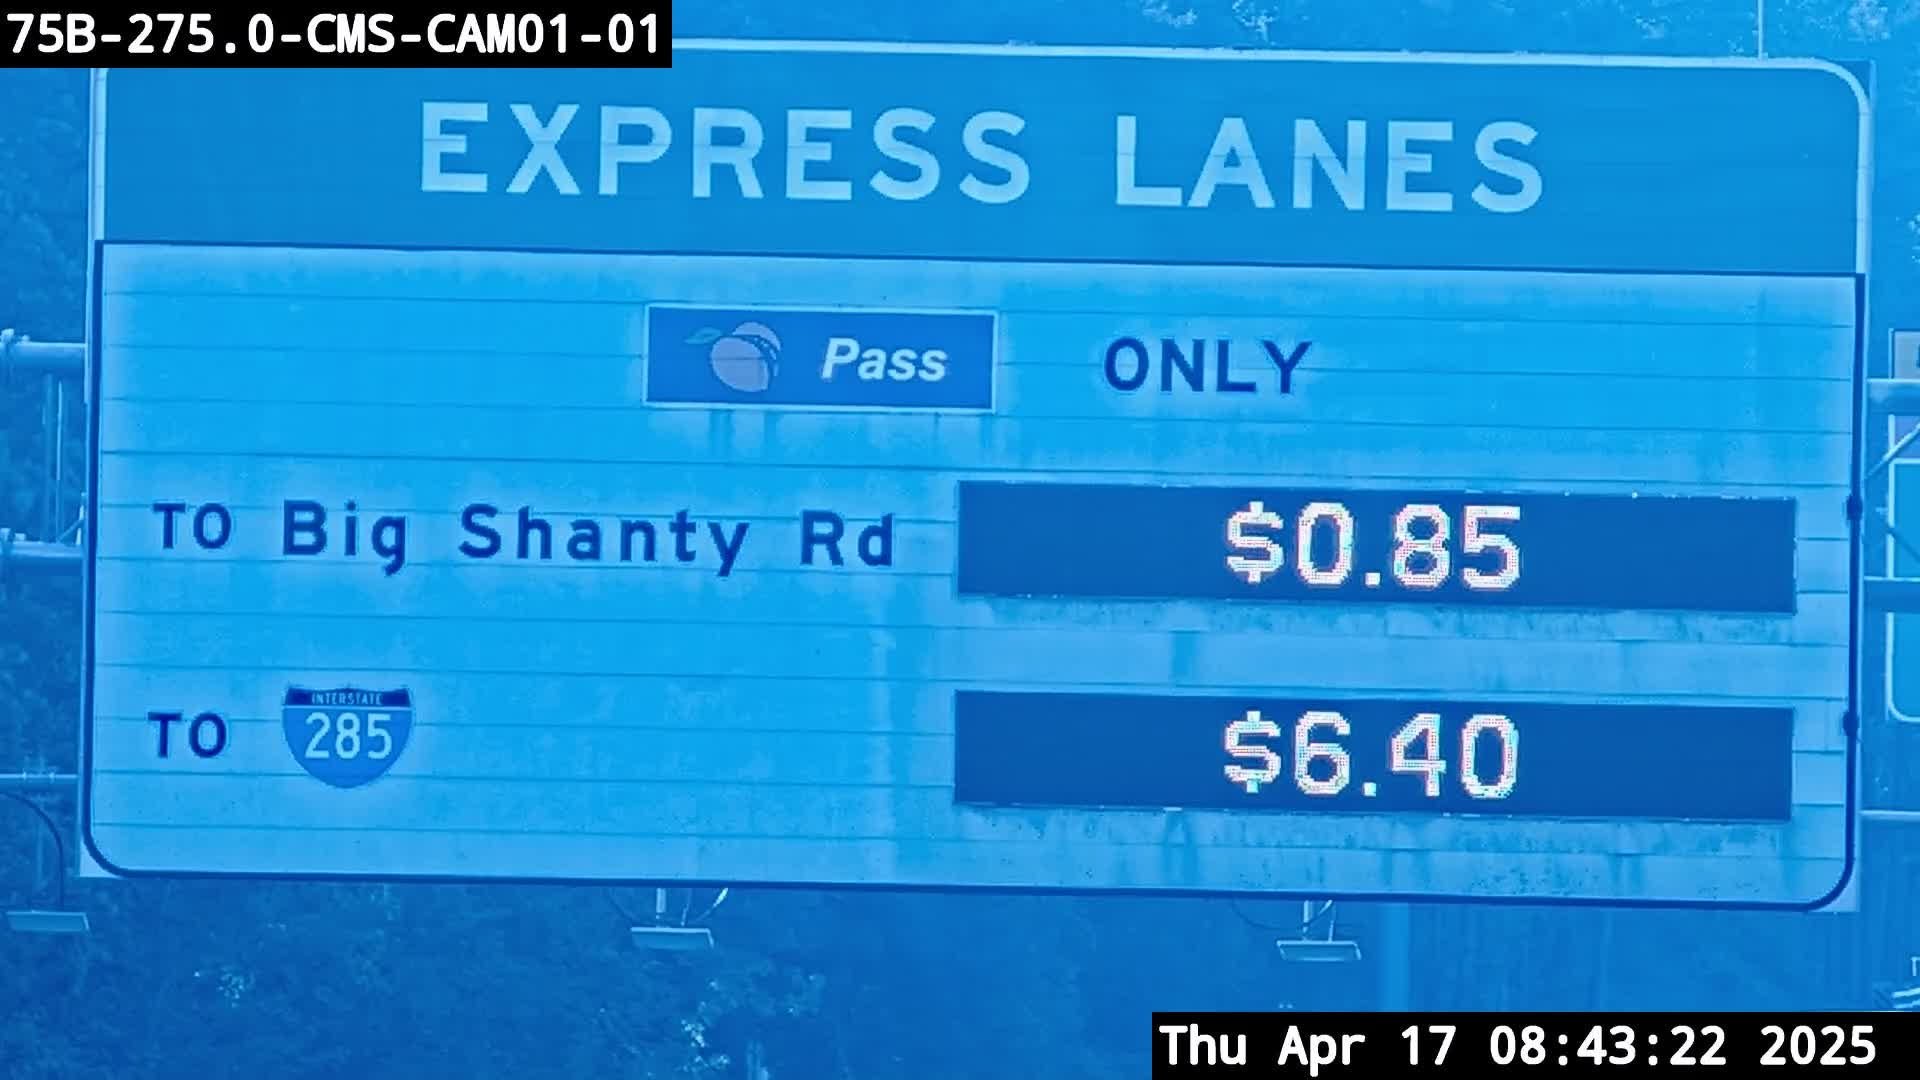 75B-275.0-CMS-CAM01-01
EXPRESS LANES
Pass ONLY
TO Big Shanty Rd $0.85
INTERSTATE
TO 285 $6.40
Thu Apr 17 08:43:22 2025